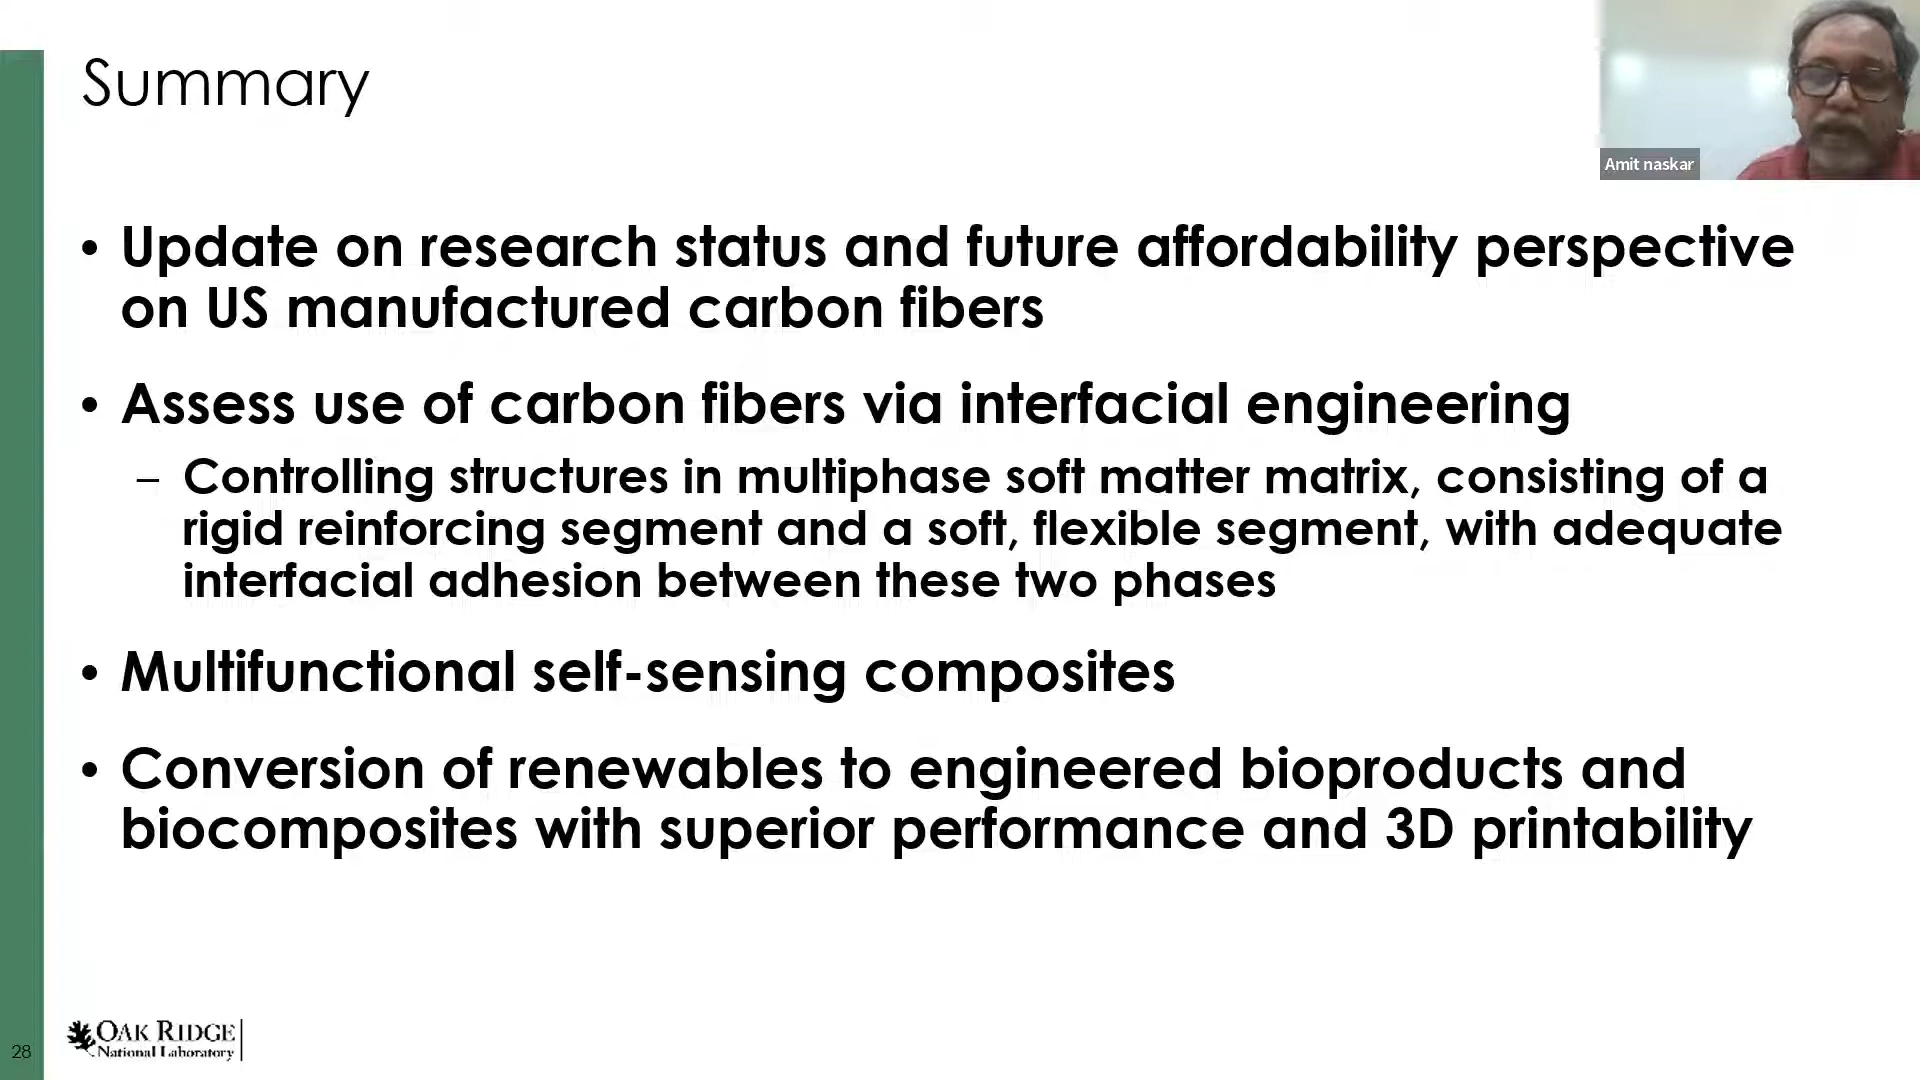 Summary
Amit naskar
• Update on research status and future affordability perspective
on US manufactured carbon fibers
• Assess use of carbon fibers via interfacial engineering
– Controlling structures in multiphase soft matter matrix, consisting of a
rigid reinforcing segment and a soft, flexible segment, with adequate
interfacial adhesion between these two phases
• Multifunctional self-sensing composites
• Conversion of renewables to engineered bioproducts and
biocomposites with superior performance and 3D printability
OAK RIDGE
National Laboratory
28